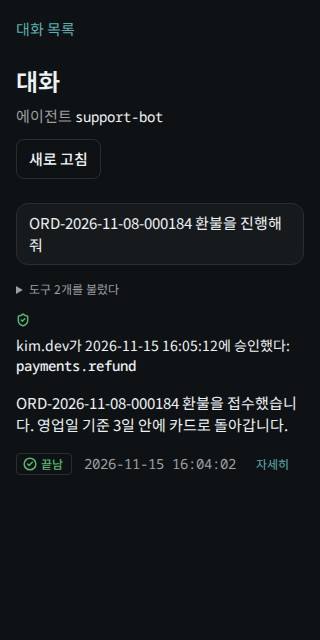 대화 목록
대화
에이전트 support-bot
새로 고침
ORD-2026-11-08-000184 환불을 진행해
줘
도구 2개를 불렀다
kim.dev가 2026-11-15 16:05:12에 승인했다:
payments.refund
ORD-2026-11-08-000184 환불을 접수했습니
다. 영업일 기준 3일 안에 카드로 돌아갑니다.
끝남 2026-11-15 16:04:02 자세히